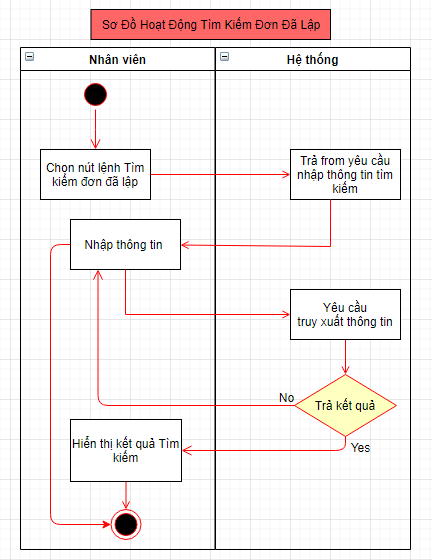 Sơ Đồ Hoạt Động Tìm Kiếm Đơn Đã Lập
Nhân viên
Hệ thống
Chọn nút lệnh Tìm
kiếm đơn đã lập
Trả from yêu cầu
nhập thông tin tìm
kiếm
Nhập thông tin
Yêu cầu
truy xuất thông tin
Trả kết quả
No
Yes
Hiển thị kết quả Tìm
kiếm